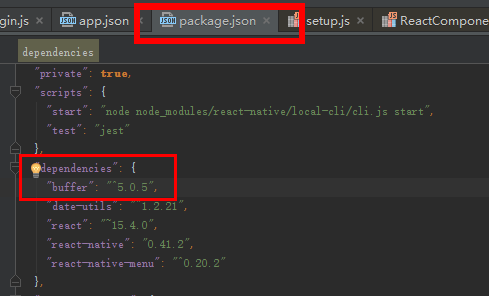 gin.js app.json package.json setup.js ReactCompone
dependencies
"private": true,
"scripts": {
"start": "node node_modules/react-native/local-cli/cli.js start",
"test": "jest"
},
"dependencies": {
"buffer": "^5.0.5",
"date-utils": "1.2.21",
"react": "~15.4.0",
"react-native": "0.41.2",
"react-native-menu": "^0.20.2"
},